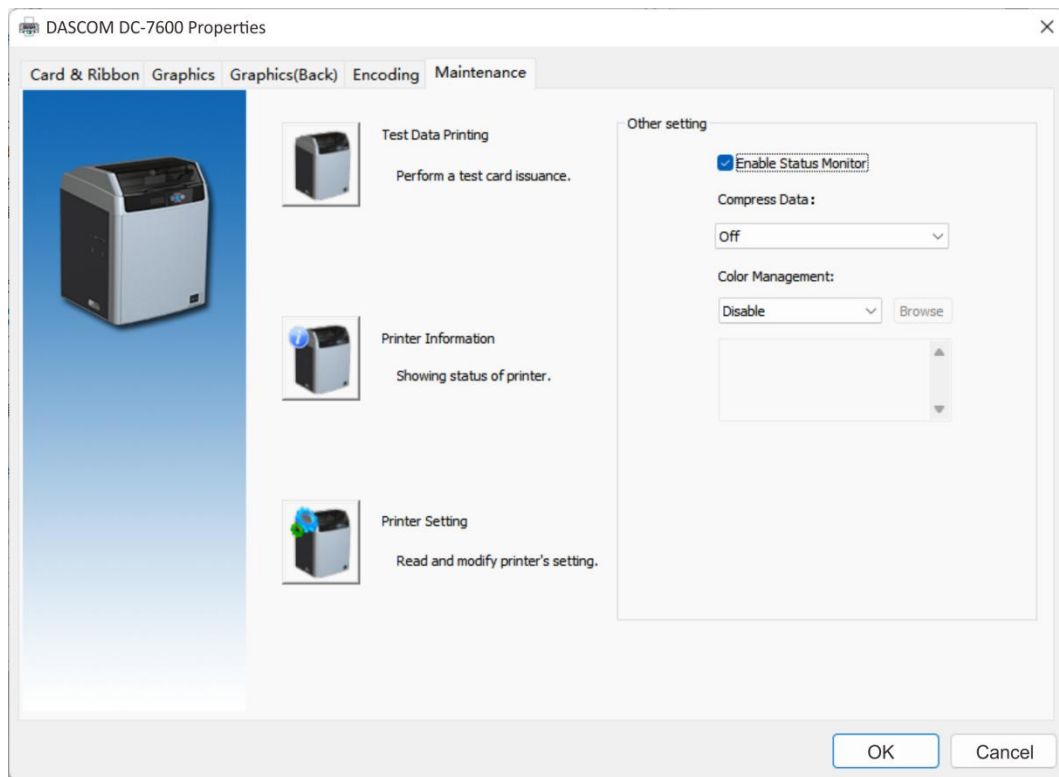 DASCOM DC-7600 Properties
Card & Ribbon Graphics Graphics(Back) Encoding Maintenance
Test Data Printing
Perform a test card issuance.
Printer Information
Showing status of printer.
Printer Setting
Read and modify printer's setting.
Other setting
Enable Status Monitor
Compress Data:
Off
Color Management:
Disable Browse
OK Cancel